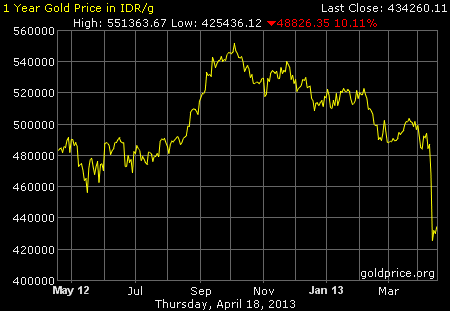 1 Year Gold Price in IDR/g Last Close: 434260.11
High: 551363.67 Low: 425436.12 ▼48826.35 10.11%
560000
540000
520000
500000
480000
460000
440000
420000
400000
goldprice.org
May 12 Jul Sep Nov Jan 13 Mar
Thursday, April 18, 2013